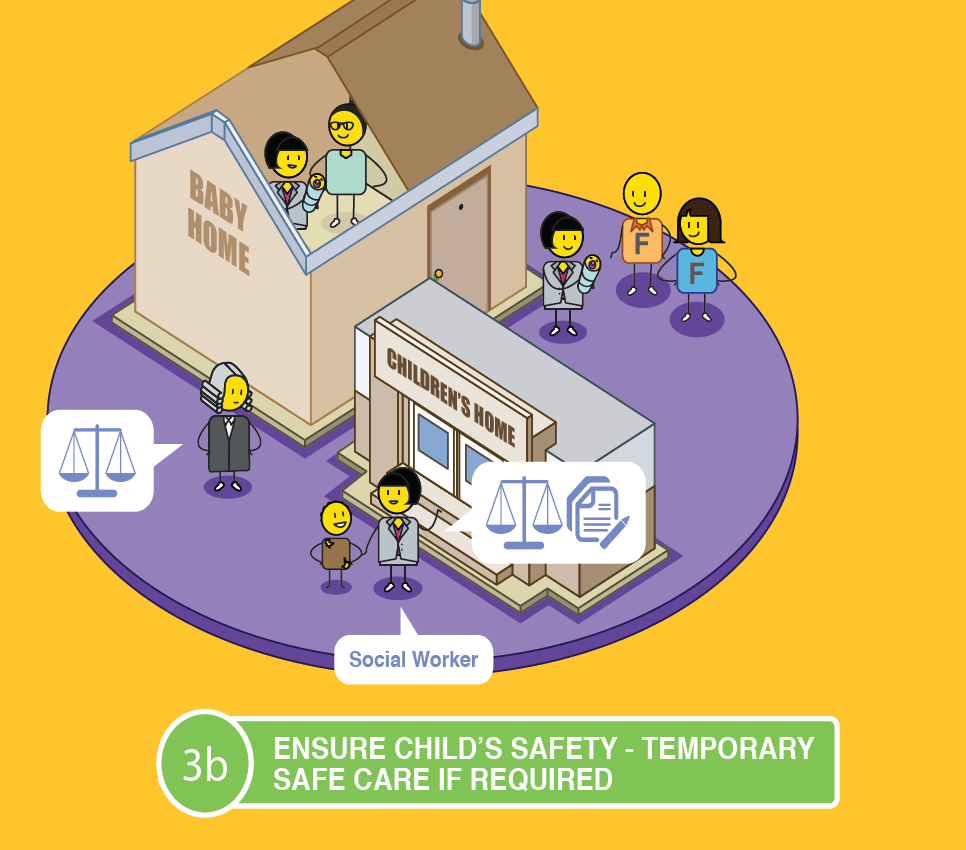 BABY
HOME
F
F
CHILDREN'S HOME
Social Worker
3b
ENSURE CHILD'S SAFETY - TEMPORARY
SAFE CARE IF REQUIRED